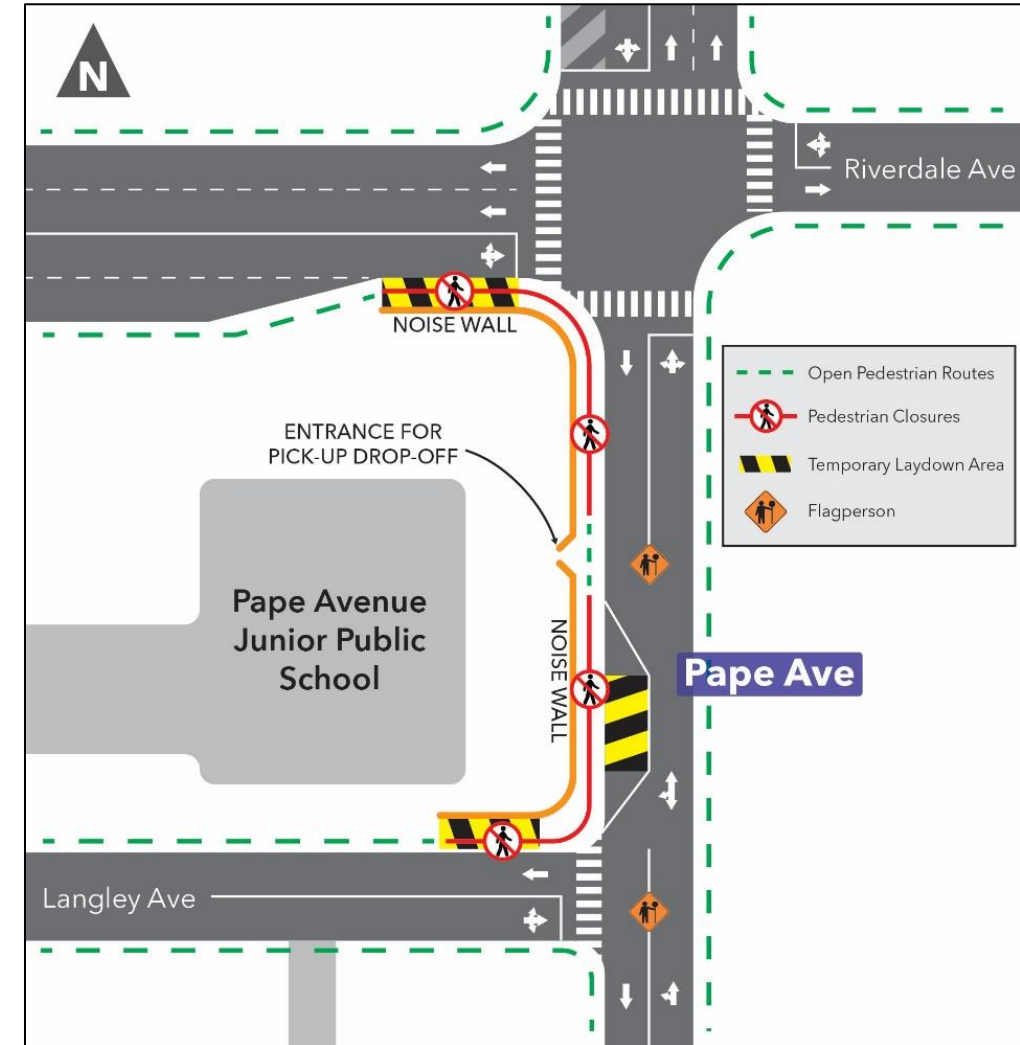 N
Riverdale Ave
NOISE WALL
Open Pedestrian Routes
Pedestrian Closures
Temporary Laydown Area
Flagperson
ENTRANCE FOR
PICK-UP DROP-OFF
Pape Avenue
Junior Public
School
NOISE WALL
Pape Ave
Langley Ave